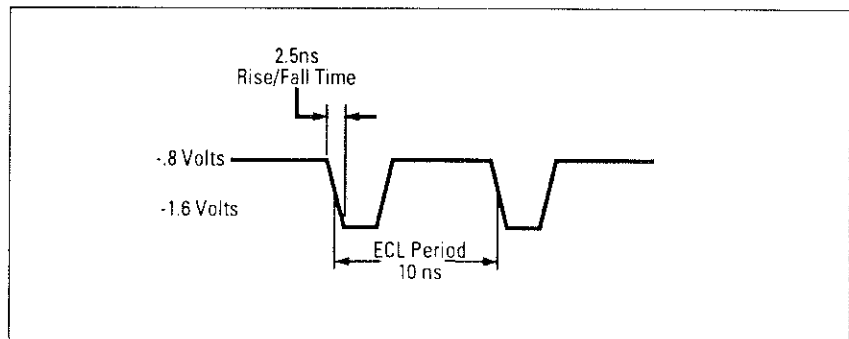 2.5ns
Rise/Fall Time
-.8 Volts
-1.6 Volts
ECL Period
10 ns